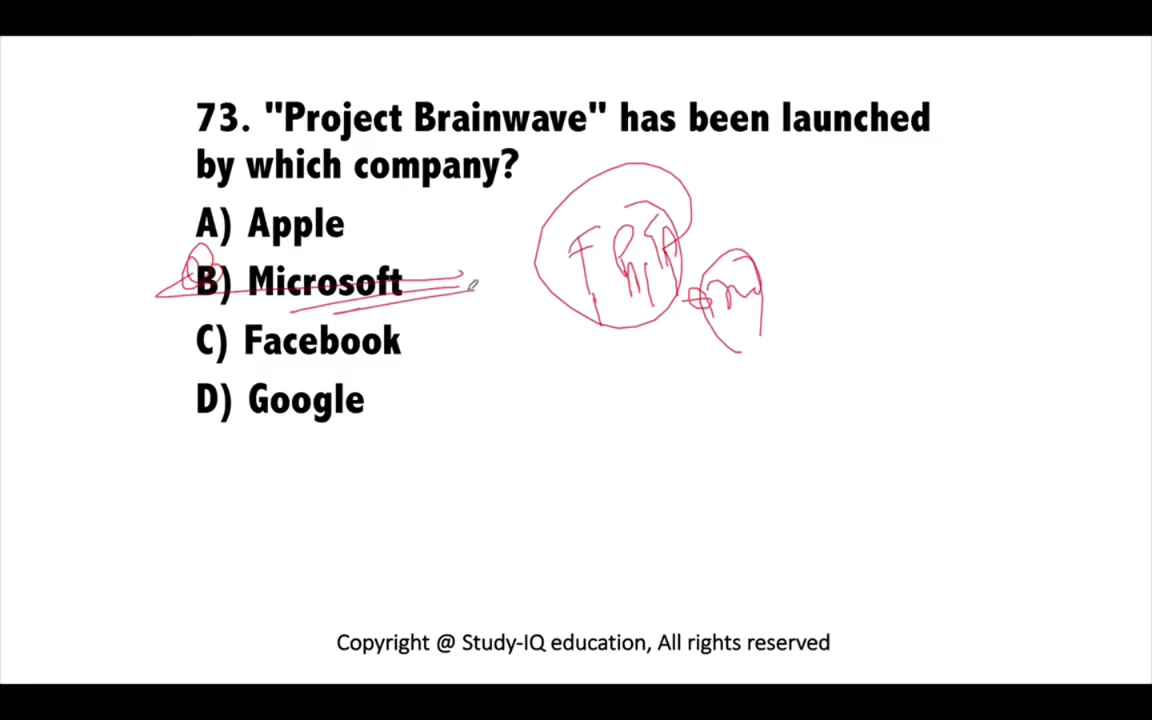 73. "Project Brainwave" has been launched
by which company?
A) Apple
B) Microsoft
C) Facebook
D) Google
Copyright @ Study-IQ education, All rights reserved